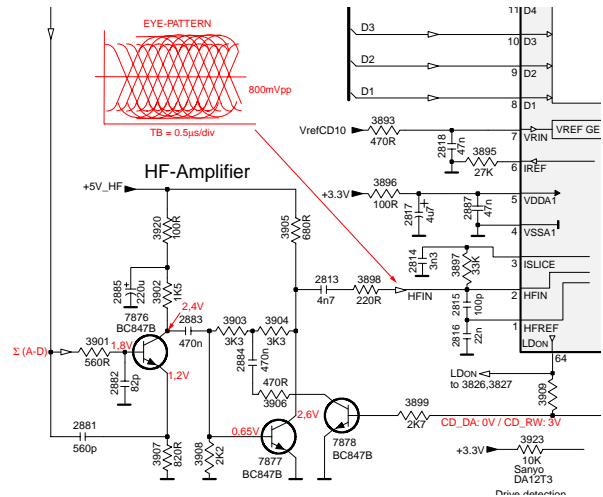 EYE-PATTERN
800mVpp
TB = 0.5µs/div
D3
D2
D1
11
D4
10
D3
9
D2
8
D1
VrefCD10
3893
470R
2818
47n
7
VRIN
VREF GE
3895
27K
6
IREF
HF-Amplifier
+5V_HF
+3.3V
3896
100R
2817
4u7
2887
47n
5
VDDA1
4
VSSA1
3920
100R
3905
680R
2814
3n3
3897
33K
3
ISLICE
2885
220u
3902
1K5
2813
4n7
3898
220R
HFIN
2
HFIN
2815
100p
2816
22n
1
HFREF
LDON
64
7876
BC847B
2,4V
2883
470n
3903
3K3
3904
3K3
Σ (A-D)
3901
560R
1,8V
2882
82p
1,2V
2884
470n
470R
3906
LDON
to 3826,3827
3909
2881
560p
2,6V
0.65V
3899
2K7
CD_DA: 0V / CD_RW: 3V
3907
820R
3908
2K2
7877
BC847B
7878
BC847B
+3.3V
3923
10K
Sanyo
DA12T3
Drive detection